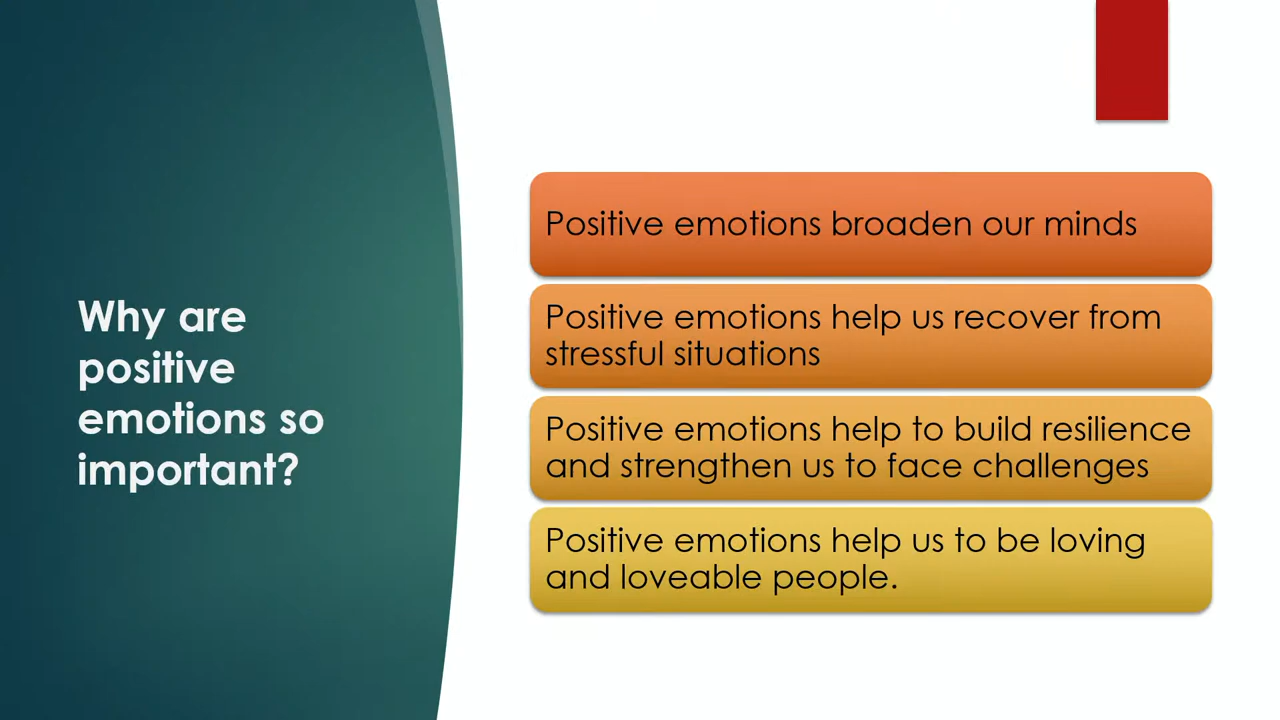 Why are
positive
emotions so
important?
Positive emotions broaden our minds
Positive emotions help us recover from
stressful situations
Positive emotions help to build resilience
and strengthen us to face challenges
Positive emotions help us to be loving
and loveable people.